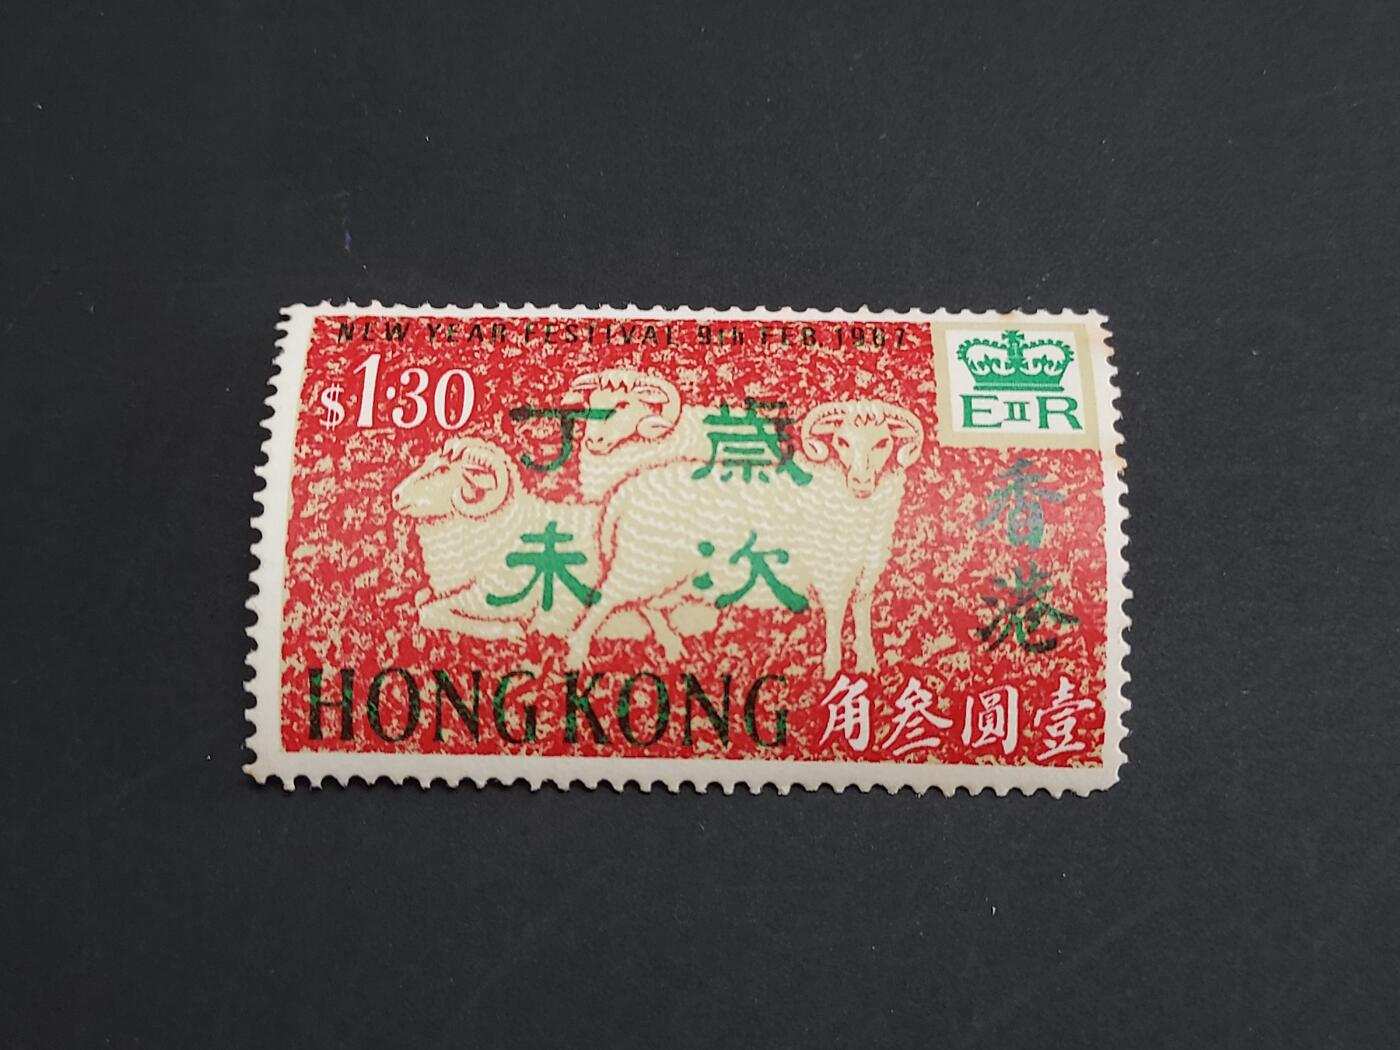 NEW YEAR FESTIVAL 9th FEB. 1967
$1·30
EIIR
歲次
丁未
香港
HONG KONG
壹圓叁角